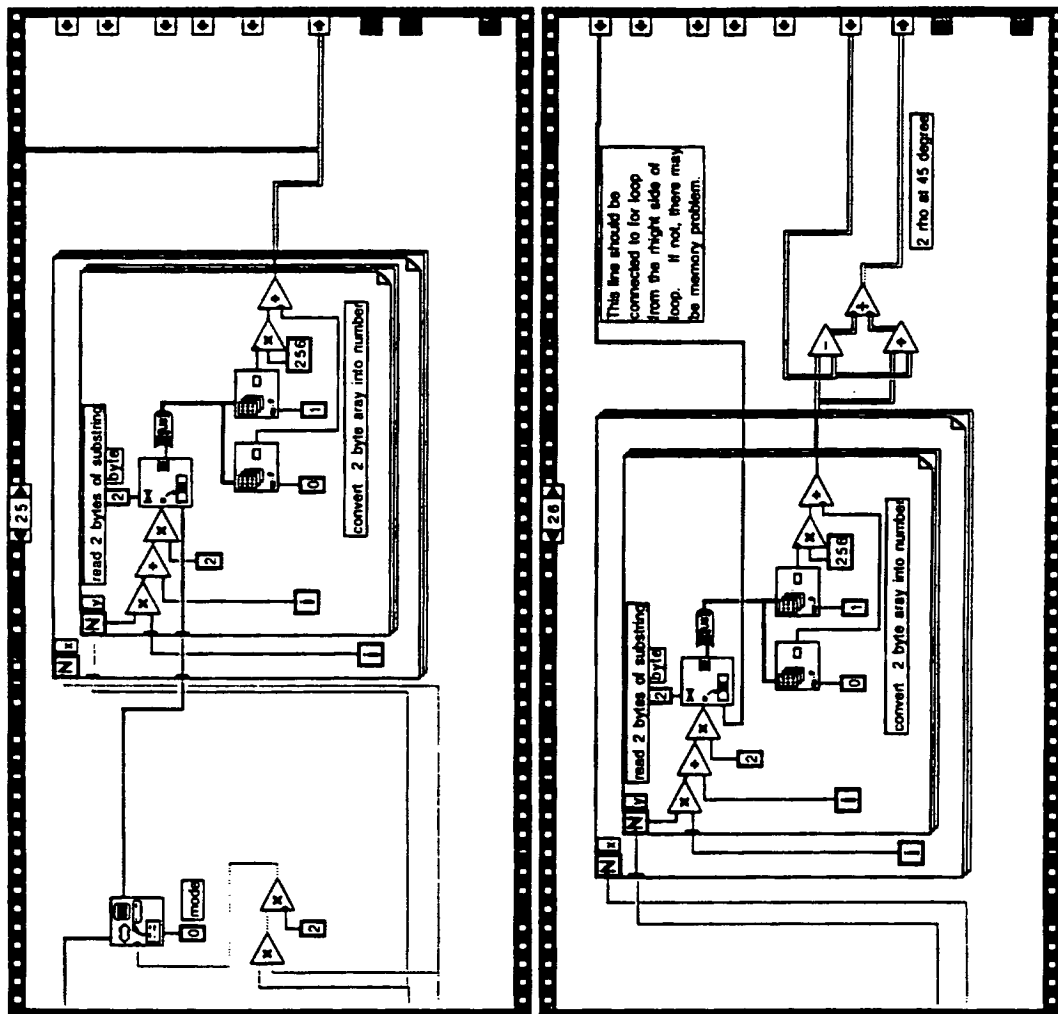 25
N x
N y
read 2 bytes of substring
2 byte
0 mode
2
2
i
i
0
1
256
convert 2 byte aray into number
26
This line should be
connected to for loop
from the rhight side of
loop. If not, there may
be memory problem.
N x
N y
read 2 bytes of substring
2 byte
2
i
i
0
1
256
convert 2 byte aray into number
2 rho at 45 degree